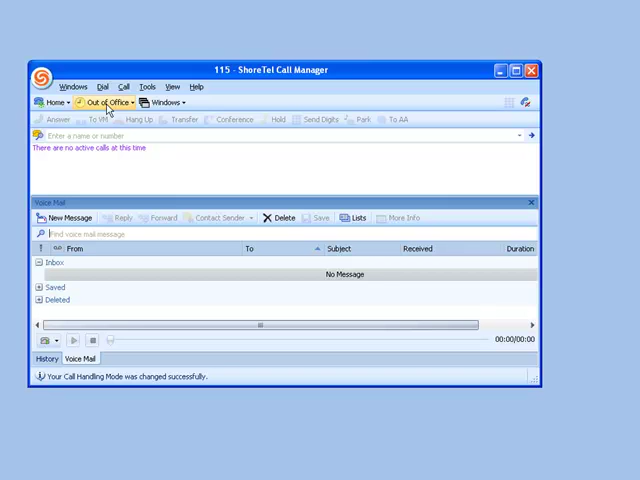 115 - ShoreTel Call Manager
Windows Dial Call Tools View Help
Home Out of Office Windows
Answer To VM Hang Up Transfer Conference Hold Send Digits Park To AA
Enter a name or number
There are no active calls at this time
Voice Mail
New Message Reply Forward Contact Sender Delete Save Lists More Info
Find voice mail message
! From To Subject Received Duration
Inbox
No Message
Saved
Deleted
00:00/00:00
History Voice Mail
Your Call Handling Mode was changed successfully.